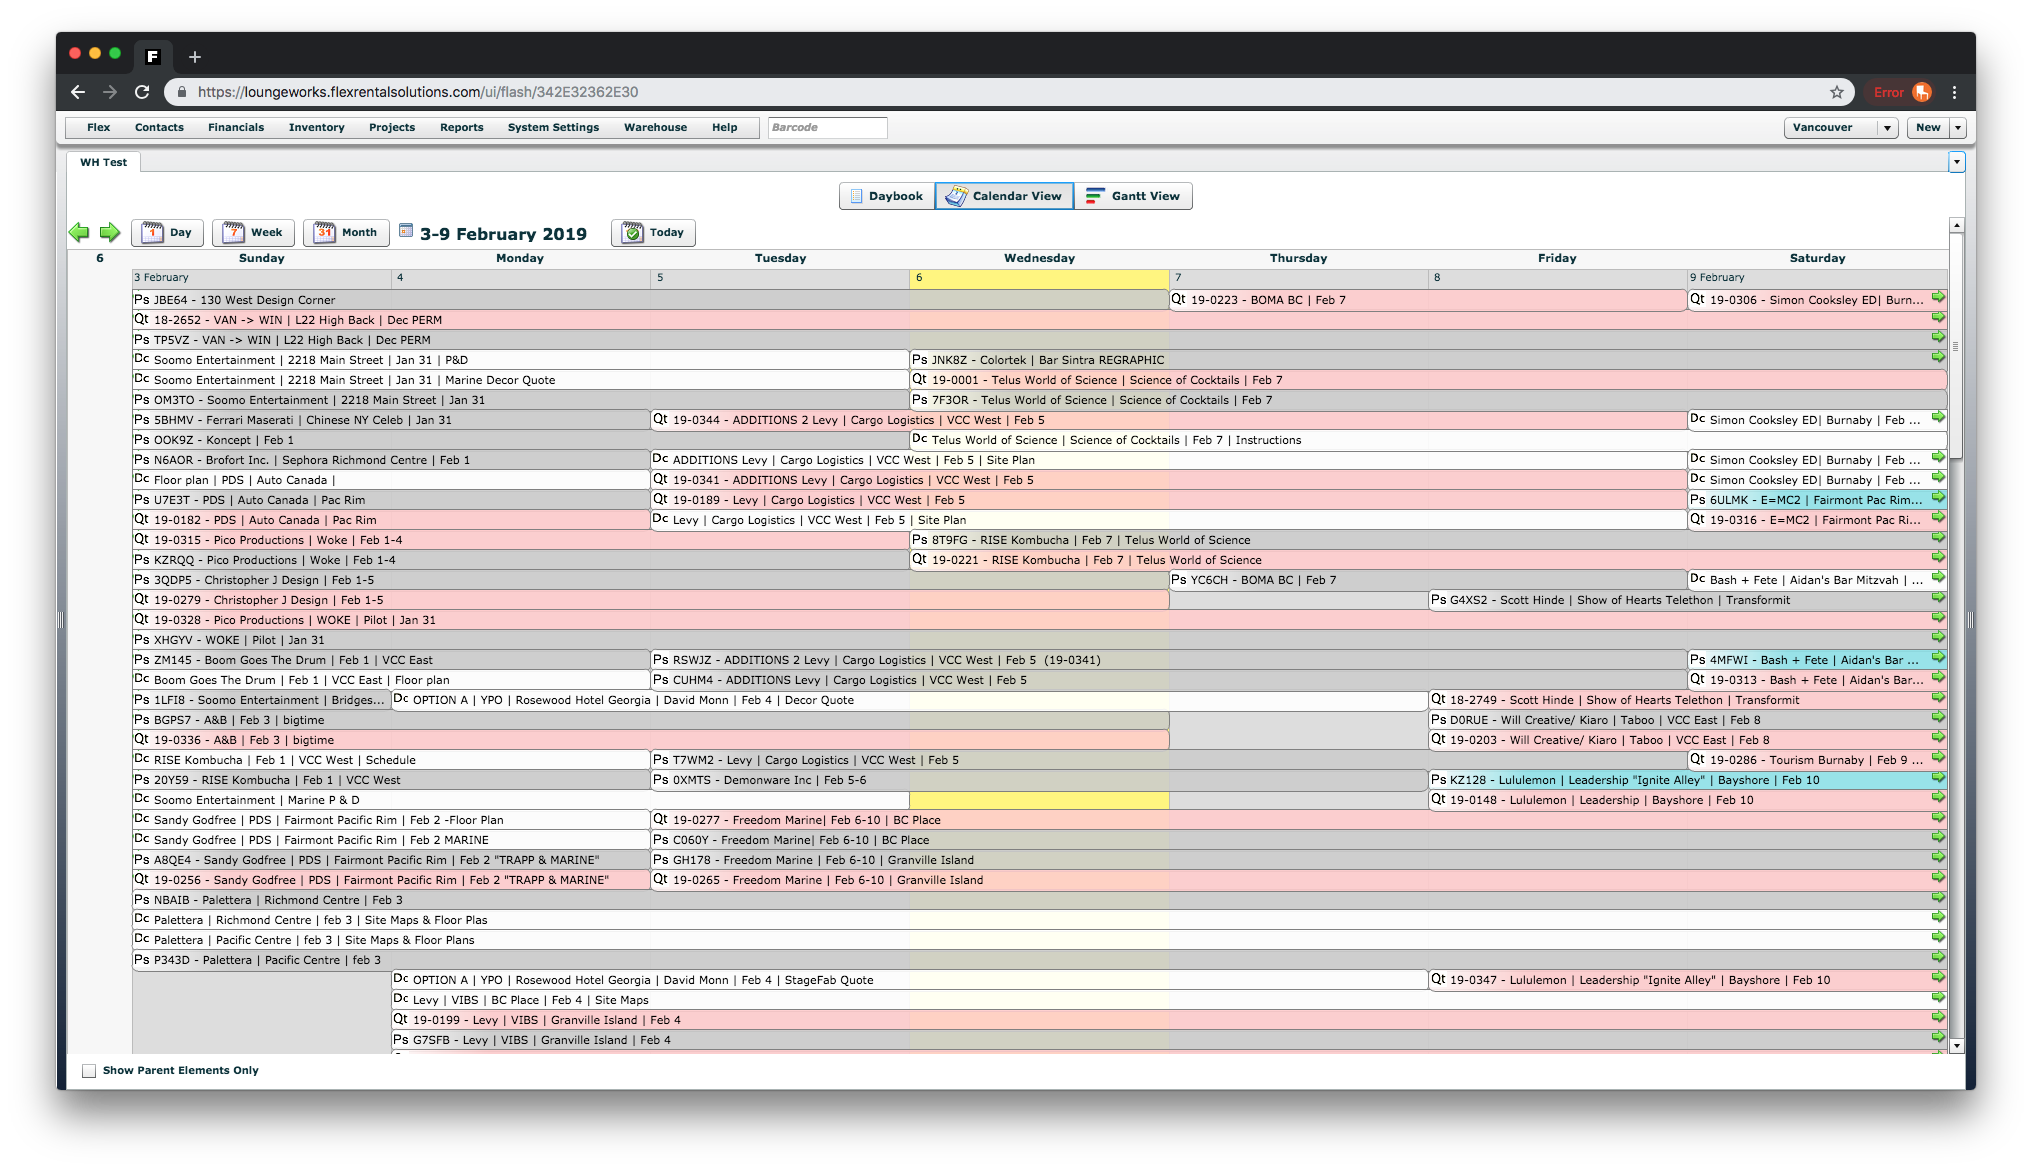 F
https://loungeworks.flexrentalsolutions.com/ui/flash/342E32362E30
Error
Flex Contacts Financials Inventory Projects Reports System Settings Warehouse Help Barcode Vancouver New
WH Test
Daybook Calendar View Gantt View
1 Day 7 Week 31 Month 3-9 February 2019 Today
6 Sunday Monday Tuesday Wednesday Thursday Friday Saturday
3 February 4 5 6 7 8 9 February
Ps JBE64 - 130 West Design Corner Qt 19-0223 - BOMA BC | Feb 7 Qt 19-0306 - Simon Cooksley ED| Burn...
Qt 18-2652 - VAN -> WIN | L22 High Back | Dec PERM
Ps TP5VZ - VAN -> WIN | L22 High Back | Dec PERM
Dc Soomo Entertainment | 2218 Main Street | Jan 31 | P&D Ps JNK8Z - Colortek | Bar Sintra REGRAPHIC
Dc Soomo Entertainment | 2218 Main Street | Jan 31 | Marine Decor Quote Qt 19-0001 - Telus World of Science | Science of Cocktails | Feb 7
Ps OM3TO - Soomo Entertainment | 2218 Main Street | Jan 31 Ps 7F3OR - Telus World of Science | Science of Cocktails | Feb 7
Ps 5BHMV - Ferrari Maserati | Chinese NY Celeb | Jan 31 Qt 19-0344 - ADDITIONS 2 Levy | Cargo Logistics | VCC West | Feb 5 Dc Simon Cooksley ED| Burnaby | Feb ...
Ps OOK9Z - Koncept | Feb 1 Dc Telus World of Science | Science of Cocktails | Feb 7 | Instructions
Ps N6AOR - Brofort Inc. | Sephora Richmond Centre | Feb 1 Dc ADDITIONS Levy | Cargo Logistics | VCC West | Feb 5 | Site Plan Dc Simon Cooksley ED| Burnaby | Feb ...
Dc Floor plan | PDS | Auto Canada | Qt 19-0341 - ADDITIONS Levy | Cargo Logistics | VCC West | Feb 5 Dc Simon Cooksley ED| Burnaby | Feb ...
Ps U7E3T - PDS | Auto Canada | Pac Rim Qt 19-0189 - Levy | Cargo Logistics | VCC West | Feb 5 Ps 6ULMK - E=MC2 | Fairmont Pac Rim...
Qt 19-0182 - PDS | Auto Canada | Pac Rim Dc Levy | Cargo Logistics | VCC West | Feb 5 | Site Plan Qt 19-0316 - E=MC2 | Fairmont Pac Ri...
Qt 19-0315 - Pico Productions | Woke | Feb 1-4 Ps 8T9FG - RISE Kombucha | Feb 7 | Telus World of Science
Ps KZRQQ - Pico Productions | Woke | Feb 1-4 Qt 19-0221 - RISE Kombucha | Feb 7 | Telus World of Science
Ps 3QDP5 - Christopher J Design | Feb 1-5 Ps YC6CH - BOMA BC | Feb 7 Dc Bash + Fete | Aidan's Bar Mitzvah | ...
Qt 19-0279 - Christopher J Design | Feb 1-5 Ps G4XS2 - Scott Hinde | Show of Hearts Telethon | Transformit
Qt 19-0328 - Pico Productions | WOKE | Pilot | Jan 31
Ps XHGYV - WOKE | Pilot | Jan 31
Ps ZM145 - Boom Goes The Drum | Feb 1 | VCC East Ps RSWJZ - ADDITIONS 2 Levy | Cargo Logistics | VCC West | Feb 5 (19-0341) Ps 4MFWI - Bash + Fete | Aidan's Bar ...
Dc Boom Goes The Drum | Feb 1 | VCC East | Floor plan Ps CUHM4 - ADDITIONS Levy | Cargo Logistics | VCC West | Feb 5 Qt 19-0313 - Bash + Fete | Aidan's Bar...
Ps 1LFI8 - Soomo Entertainment | Bridges... Dc OPTION A | YPO | Rosewood Hotel Georgia | David Monn | Feb 4 | Decor Quote Qt 18-2749 - Scott Hinde | Show of Hearts Telethon | Transformit
Ps BGPS7 - A&B | Feb 3 | bigtime Ps D0RUE - Will Creative/ Kiaro | Taboo | VCC East | Feb 8
Qt 19-0336 - A&B | Feb 3 | bigtime Qt 19-0203 - Will Creative/ Kiaro | Taboo | VCC East | Feb 8
Dc RISE Kombucha | Feb 1 | VCC West | Schedule Ps T7WM2 - Levy | Cargo Logistics | VCC West | Feb 5 Qt 19-0286 - Tourism Burnaby | Feb 9 ...
Ps 20Y59 - RISE Kombucha | Feb 1 | VCC West Ps 0XMTS - Demonware Inc | Feb 5-6 Ps KZ128 - Lululemon | Leadership "Ignite Alley" | Bayshore | Feb 10
Dc Soomo Entertainment | Marine P & D Qt 19-0148 - Lululemon | Leadership | Bayshore | Feb 10
Dc Sandy Godfree | PDS | Fairmont Pacific Rim | Feb 2 -Floor Plan Qt 19-0277 - Freedom Marine| Feb 6-10 | BC Place
Dc Sandy Godfree | PDS | Fairmont Pacific Rim | Feb 2 MARINE Ps C060Y - Freedom Marine| Feb 6-10 | BC Place
Ps A8QE4 - Sandy Godfree | PDS | Fairmont Pacific Rim | Feb 2 "TRAPP & MARINE" Ps GH178 - Freedom Marine | Feb 6-10 | Granville Island
Qt 19-0256 - Sandy Godfree | PDS | Fairmont Pacific Rim | Feb 2 "TRAPP & MARINE" Qt 19-0265 - Freedom Marine | Feb 6-10 | Granville Island
Ps NBAIB - Palettera | Richmond Centre | Feb 3
Dc Palettera | Richmond Centre | feb 3 | Site Maps & Floor Plas
Dc Palettera | Pacific Centre | feb 3 | Site Maps & Floor Plans
Ps P343D - Palettera | Pacific Centre | feb 3
Dc OPTION A | YPO | Rosewood Hotel Georgia | David Monn | Feb 4 | StageFab Quote Qt 19-0347 - Lululemon | Leadership "Ignite Alley" | Bayshore | Feb 10
Dc Levy | VIBS | BC Place | Feb 4 | Site Maps
Qt 19-0199 - Levy | VIBS | Granville Island | Feb 4
Ps G7SFB - Levy | VIBS | Granville Island | Feb 4
Show Parent Elements Only